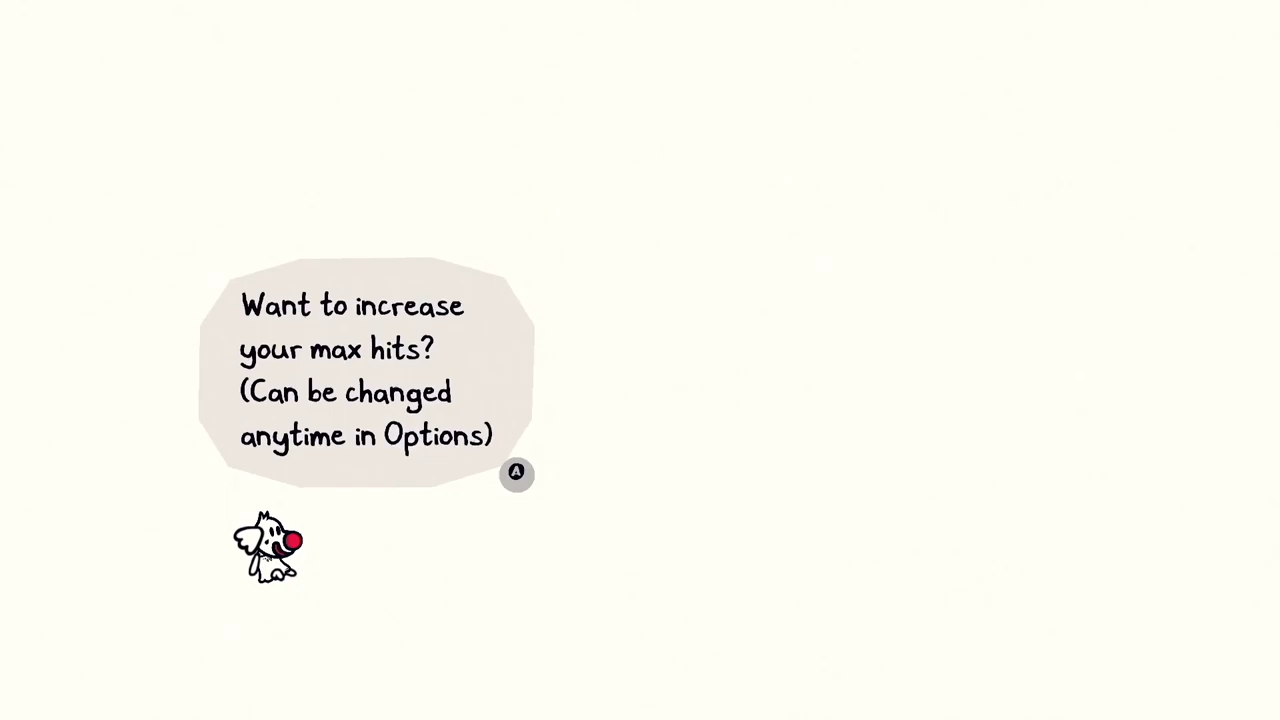 Want to increase
your max hits?
(Can be changed
anytime in Options)
A